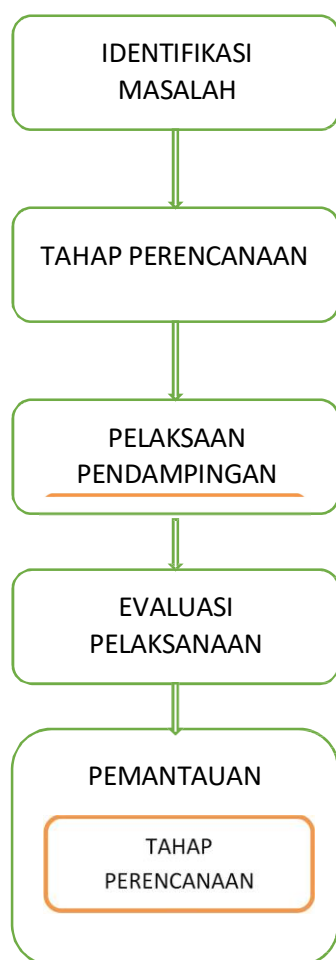 IDENTIFIKASI
MASALAH
TAHAP PERENCANAAN
PELAKSAAN
PENDAMPINGAN
EVALUASI
PELAKSANAAN
PEMANTAUAN
TAHAP
PERENCANAAN